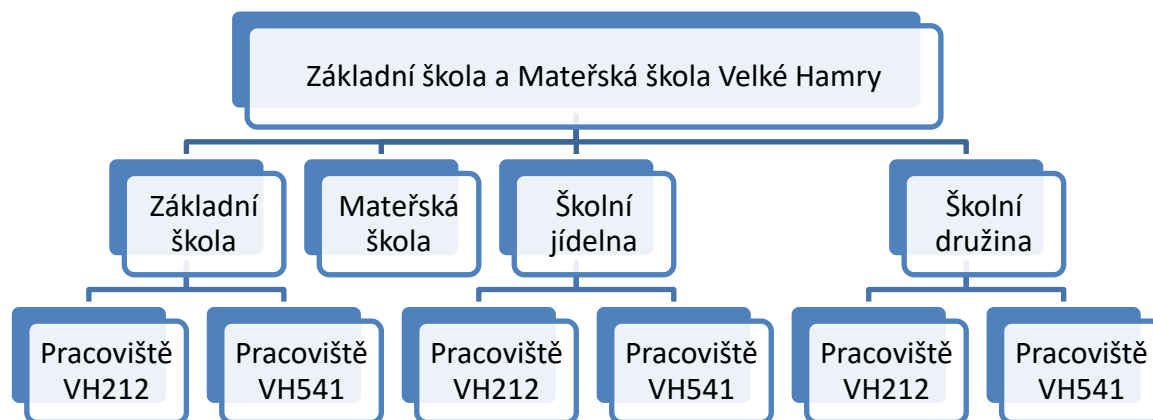 Základní škola a Mateřská škola Velké Hamry
Základní
škola
Mateřská
škola
Školní
jídelna
Školní
družina
Pracoviště
VH212
Pracoviště
VH541
Pracoviště
VH212
Pracoviště
VH541
Pracoviště
VH212
Pracoviště
VH541